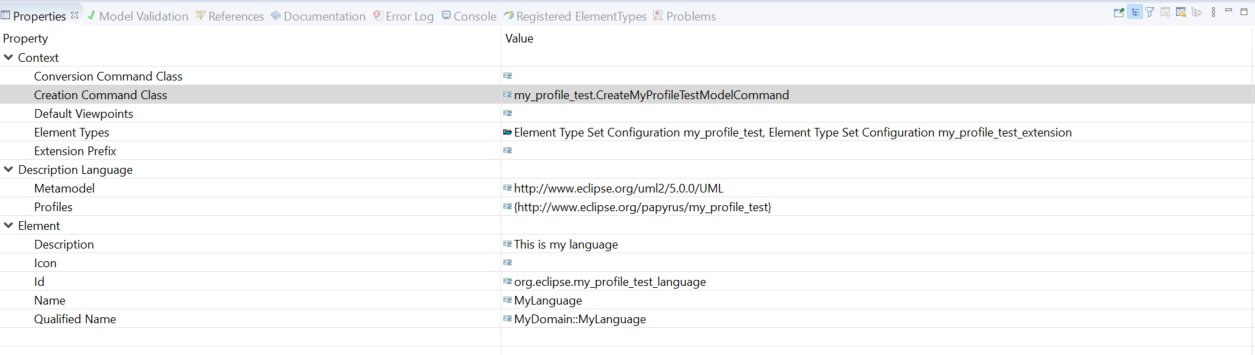 Properties Model Validation References Documentation Error Log Console Registered ElementTypes Problems
Property Value
Context
Conversion Command Class
Creation Command Class my_profile_test.CreateMyProfileTestModelCommand
Default Viewpoints
Element Types Element Type Set Configuration my_profile_test, Element Type Set Configuration my_profile_test_extension
Extension Prefix
Description Language
Metamodel http://www.eclipse.org/uml2/5.0.0/UML
Profiles {http://www.eclipse.org/papyrus/my_profile_test}
Element
Description This is my language
Icon
Id org.eclipse.my_profile_test_language
Name MyLanguage
Qualified Name MyDomain::MyLanguage